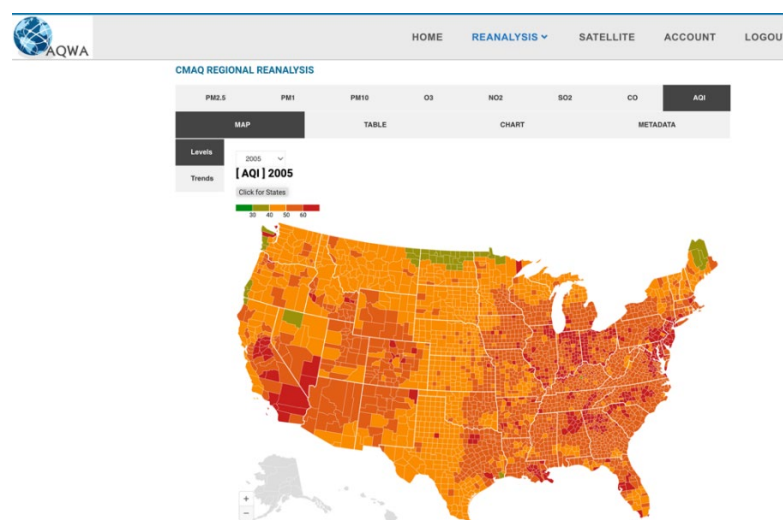 AQWA
HOME REANALYSIS SATELLITE ACCOUNT LOGOU
CMAQ REGIONAL REANALYSIS
PM2.5 PM1 PM10 O3 NO2 SO2 CO AQI
MAP TABLE CHART METADATA
Levels
2005
Trends
[ AQI ] 2005
Click for States
30 40 50 60
+
−